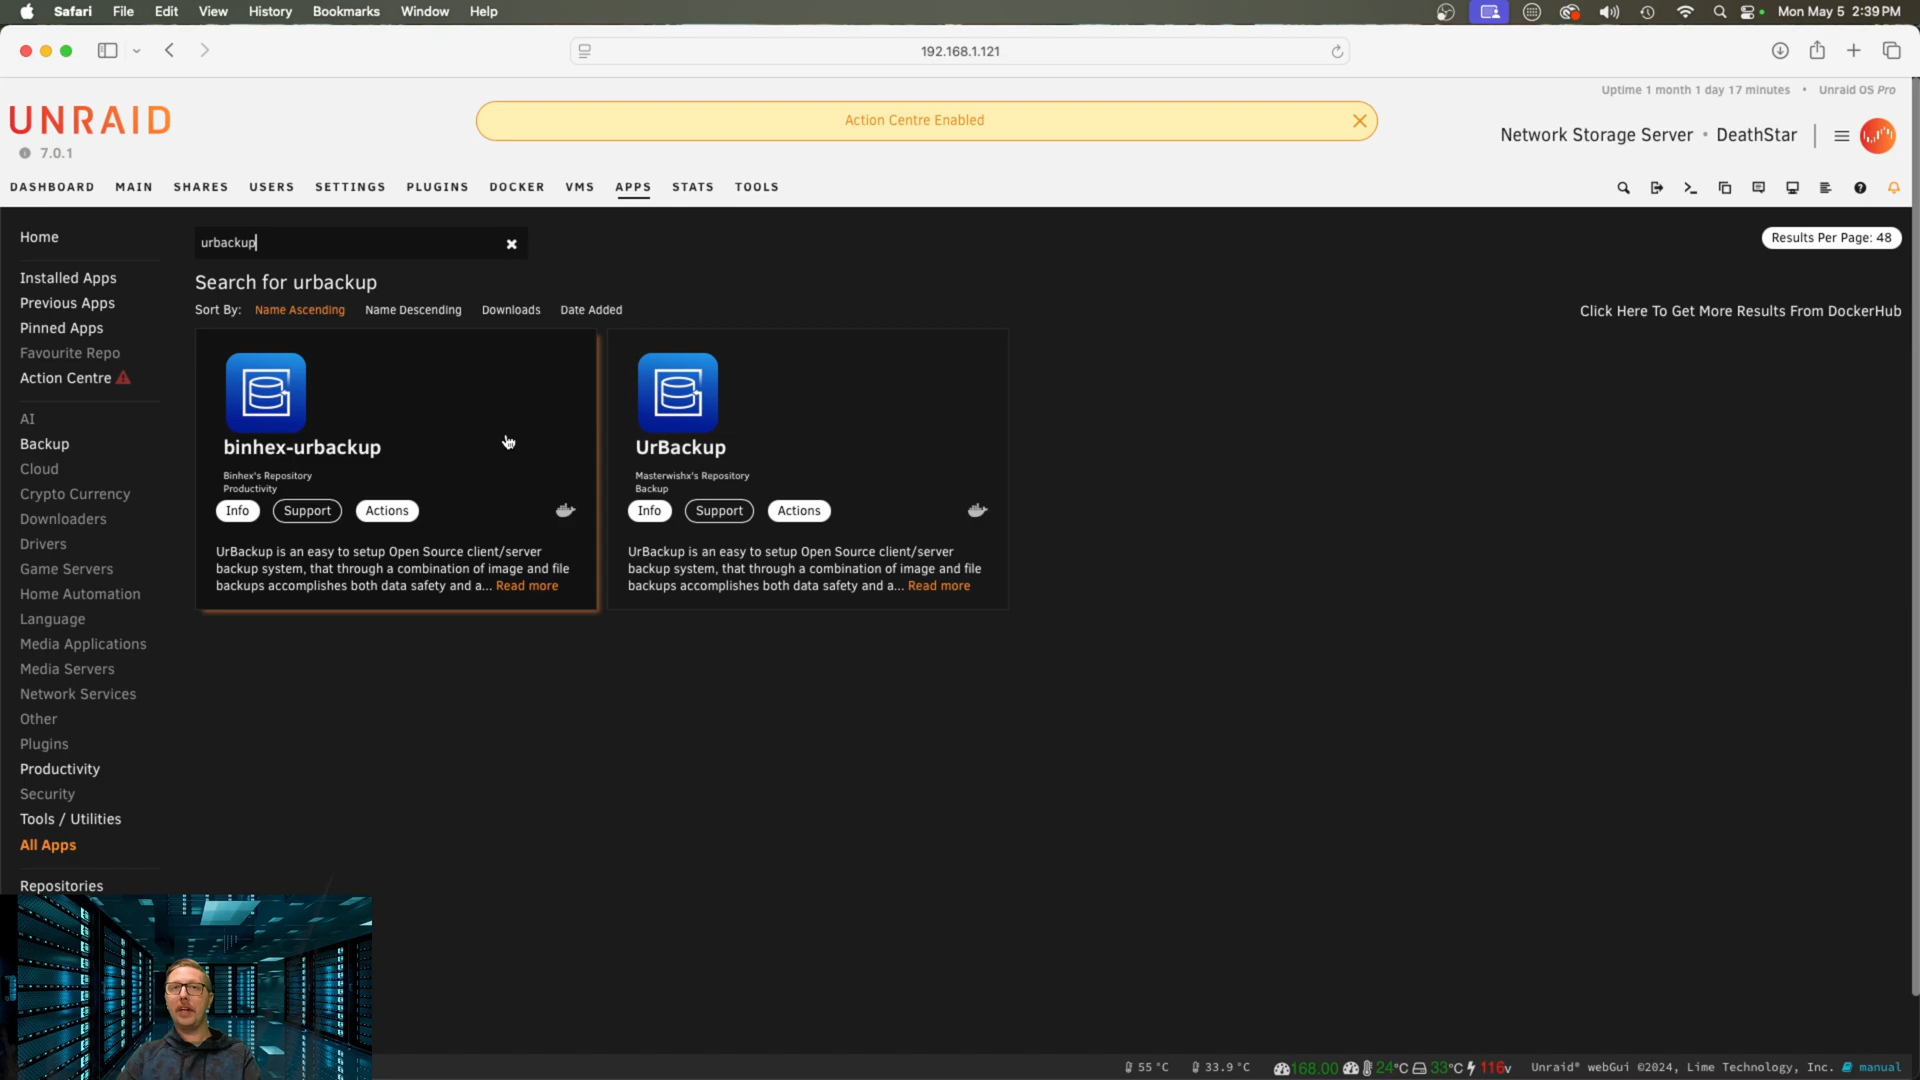 Safari File Edit View History Bookmarks Window Help Mon May 5 2:39 PM
192.168.1.121
Uptime 1 month 1 day 17 minutes • Unraid OS Pro
UNRAID
Action Centre Enabled
Network Storage Server • DeathStar
7.0.1
DASHBOARD MAIN SHARES USERS SETTINGS PLUGINS DOCKER VMS APPS STATS TOOLS
Home
Installed Apps
Previous Apps
Pinned Apps
Favourite Repo
Action Centre
AI
Backup
Cloud
Crypto Currency
Downloaders
Drivers
Game Servers
Home Automation
Language
Media Applications
Media Servers
Network Services
Other
Plugins
Productivity
Security
Tools / Utilities
All Apps
Repositories
urbackup
Results Per Page: 48
Search for urbackup
Sort By: Name Ascending Name Descending Downloads Date Added
Click Here To Get More Results From DockerHub
binhex-urbackup
Binhex's Repository
Productivity
Info Support Actions
UrBackup is an easy to setup Open Source client/server
backup system, that through a combination of image and file
backups accomplishes both data safety and a... Read more
UrBackup
Masterwishx's Repository
Backup
Info Support Actions
UrBackup is an easy to setup Open Source client/server
backup system, that through a combination of image and file
backups accomplishes both data safety and a... Read more
55 °C 33.9 °C 168.00 24°C 33°C 116v Unraid® webGui ©2024, Lime Technology, Inc. manual